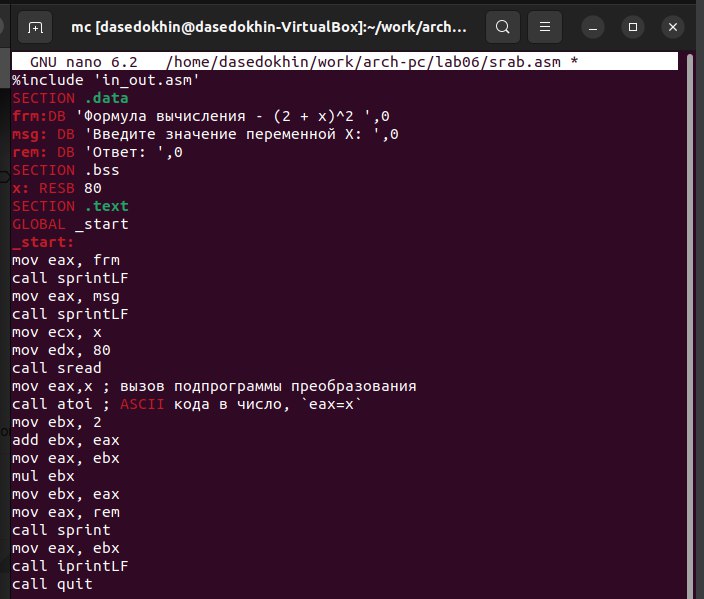 mc [dasedokhin@dasedokhin-VirtualBox]:~/work/arch...
GNU nano 6.2   /home/dasedokhin/work/arch-pc/lab06/srab.asm *
%include 'in_out.asm'
SECTION .data
frm:DB 'Формула вычисления - (2 + x)^2 ',0
msg: DB 'Введите значение переменной X: ',0
rem: DB 'Ответ: ',0
SECTION .bss
x: RESB 80
SECTION .text
GLOBAL _start
_start:
mov eax, frm
call sprintLF
mov eax, msg
call sprintLF
mov ecx, x
mov edx, 80
call sread
mov eax,x ; вызов подпрограммы преобразования
call atoi ; ASCII кода в число, `eax=x`
mov ebx, 2
add ebx, eax
mov eax, ebx
mul ebx
mov ebx, eax
mov eax, rem
call sprint
mov eax, ebx
call iprintLF
call quit